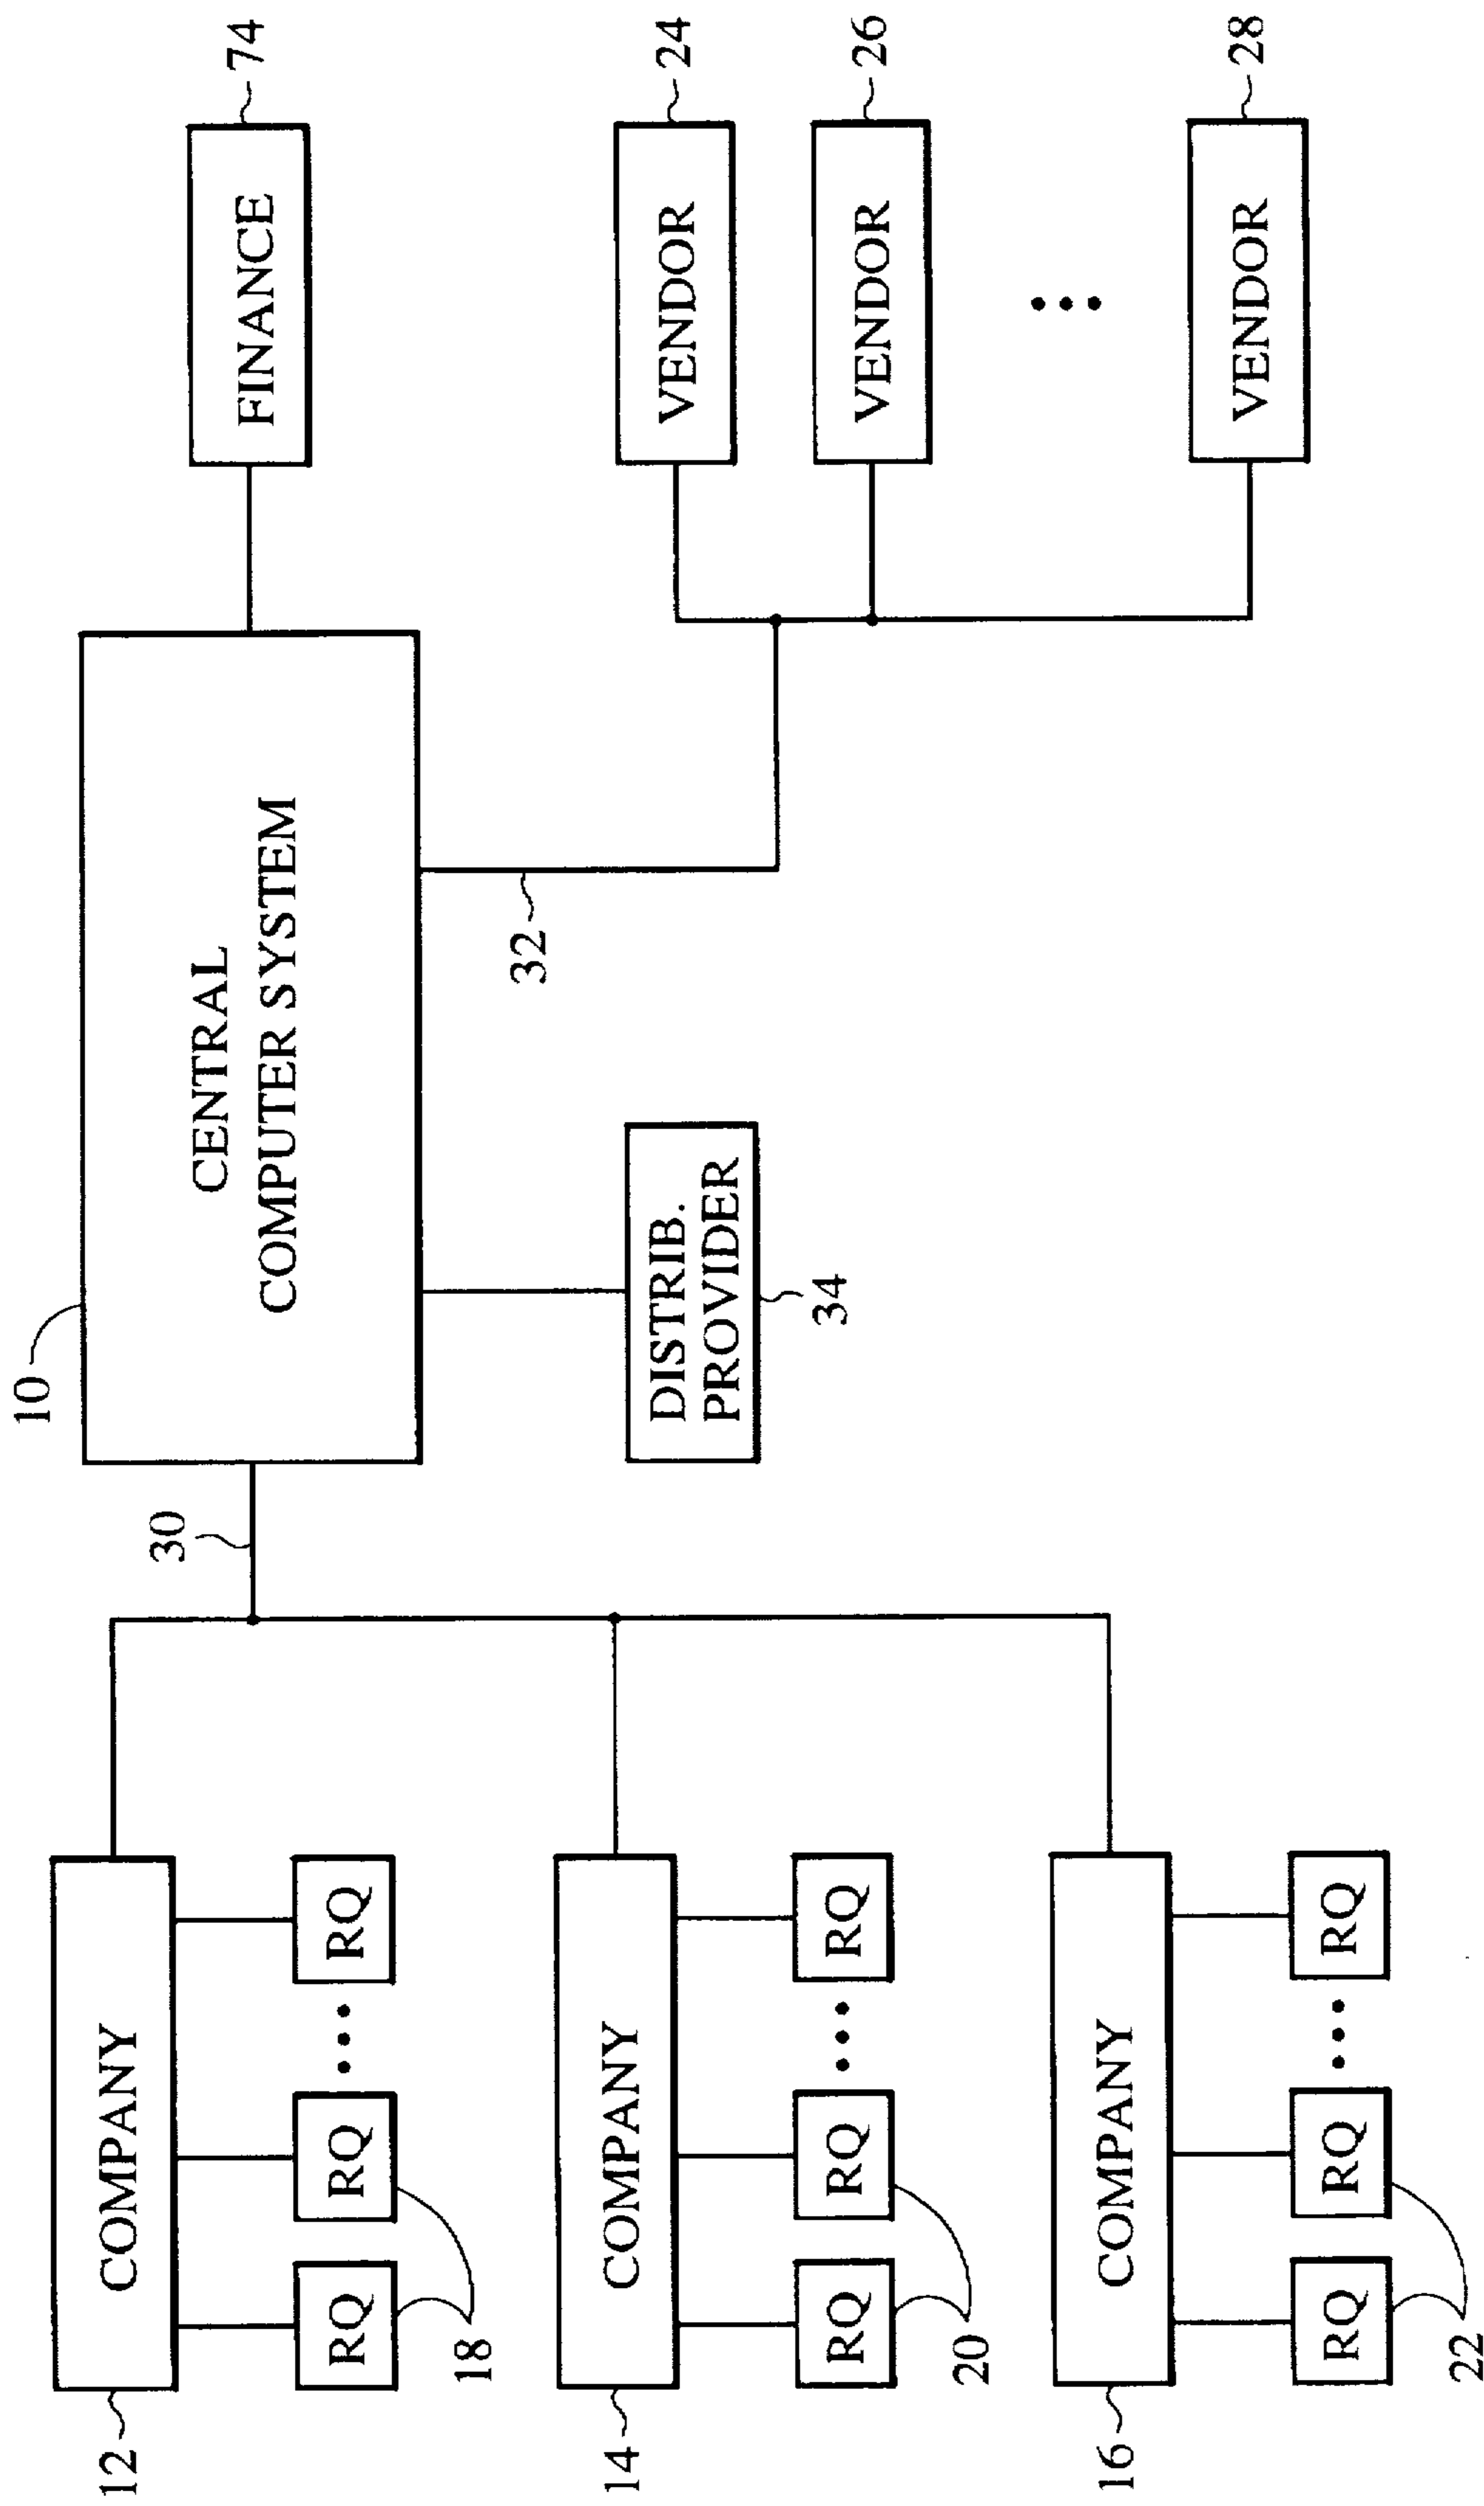 10
CENTRAL
COMPUTER SYSTEM
30
32
FINANCE
74
DISTRIB.
PROVIDER
34
VENDOR
24
VENDOR
26
VENDOR
28
12
COMPANY
RQ
RQ
RQ
18
14
COMPANY
RQ
RQ
RQ
20
16
COMPANY
RQ
RQ
RQ
22